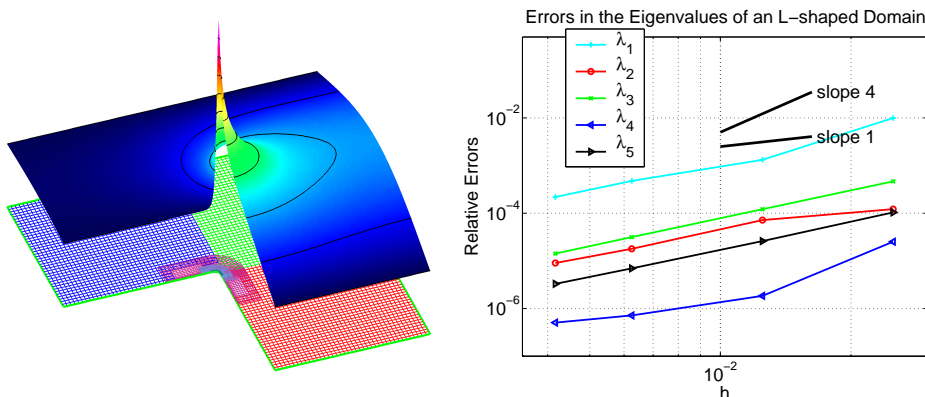 Errors in the Eigenvalues of an L-shaped Domain
λ1
λ2
λ3
λ4
λ5
slope 4
slope 1
Relative Errors
10−2
10−4
10−6
10−2
h